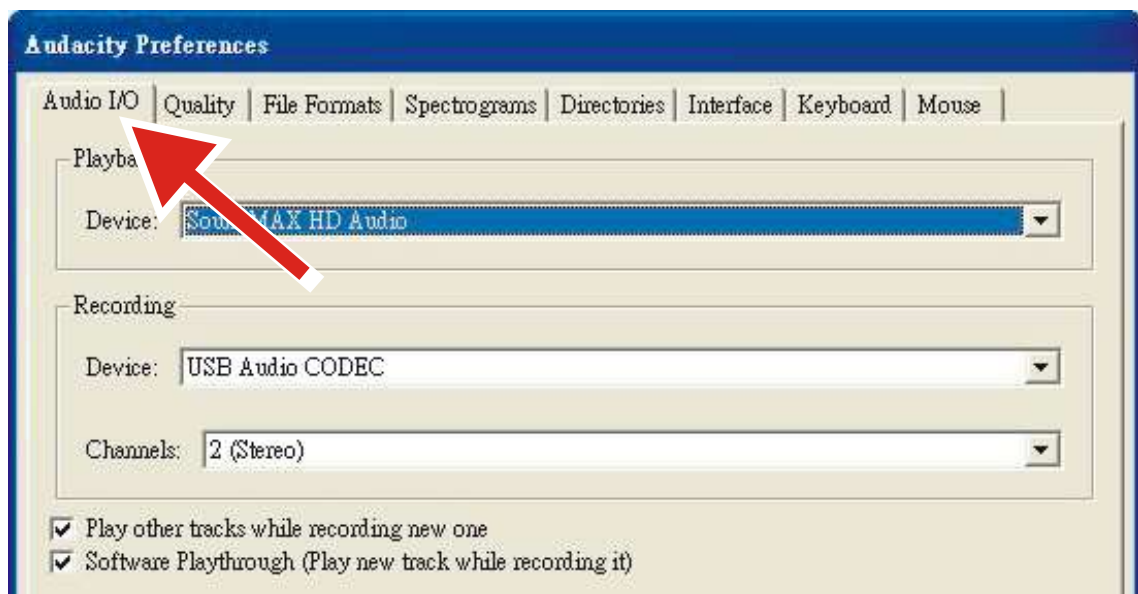 Audacity Preferences
Audio I/O Quality File Formats Spectrograms Directories Interface Keyboard Mouse
Device: HD Audio
Recording
Device: USB Audio CODEC
Channels: 2 (Stereo)
Play other tracks while recording new one
Software Playthrough (Play new track while recording it)